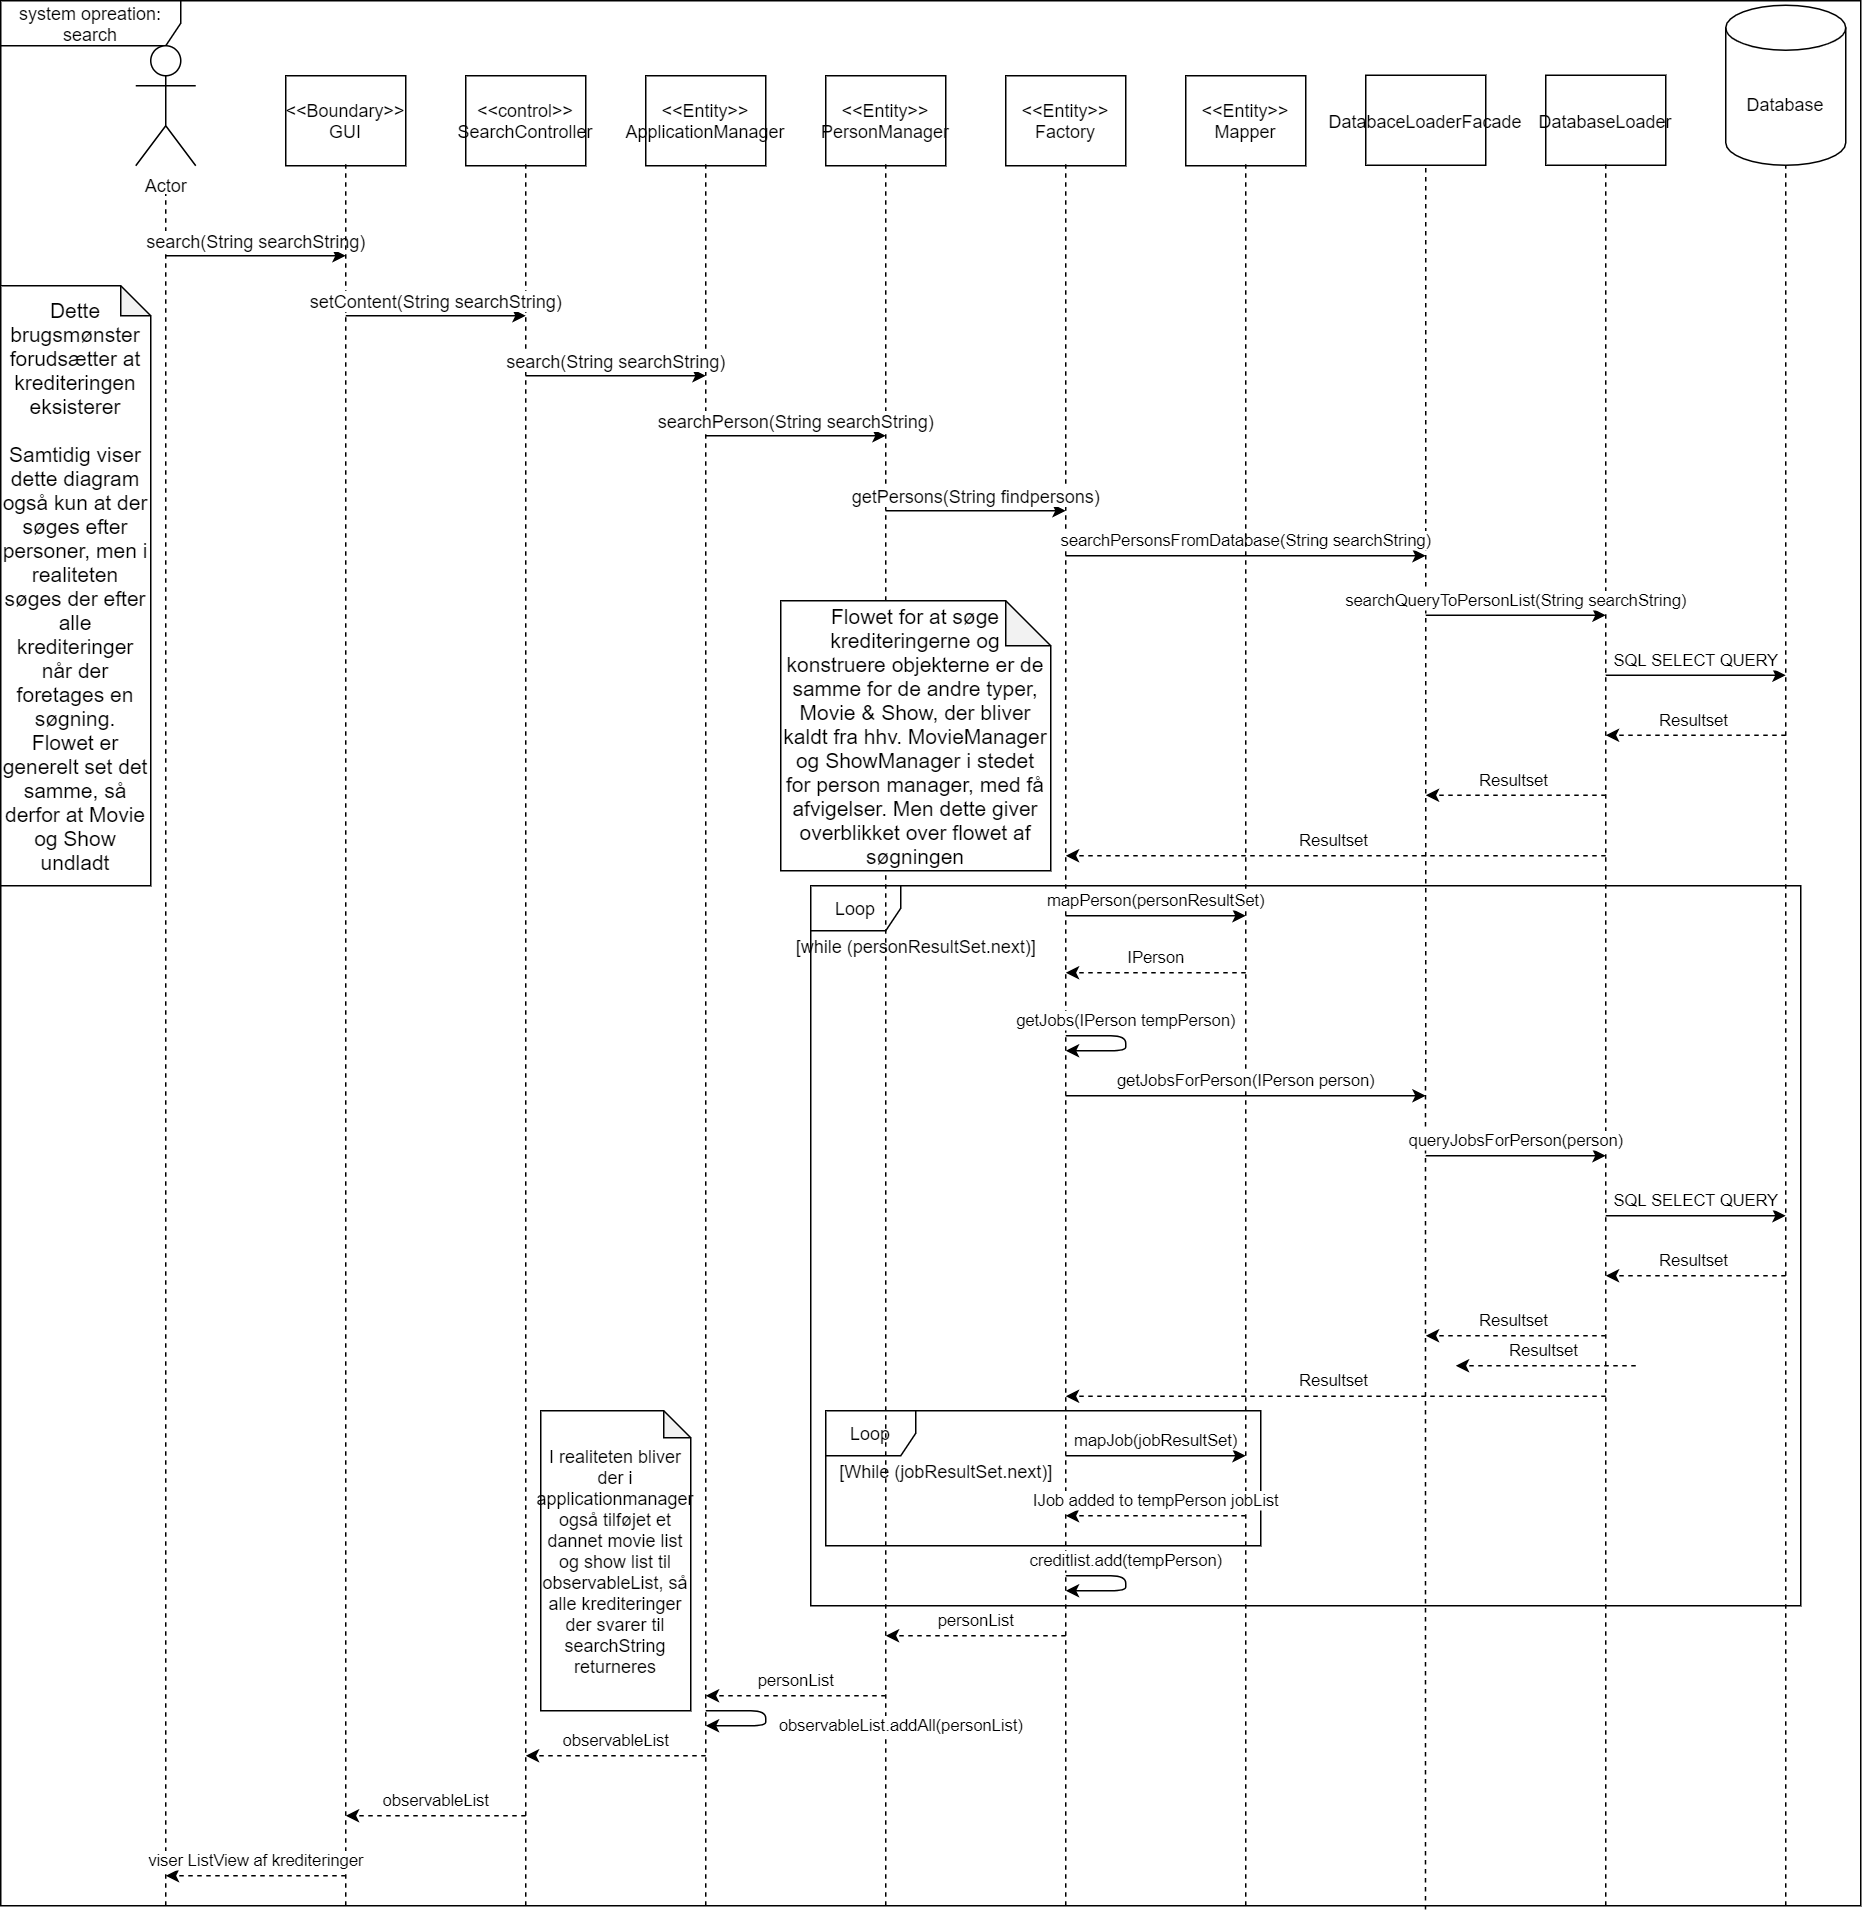 system opreation:
search
<<Boundary>>
GUI
<<control>>
SearchController
<<Entity>>
ApplicationManager
<<Entity>>
PersonManager
<<Entity>>
Factory
<<Entity>>
Mapper
DatabaceLoaderFacade
DatabaseLoader
Database
Actor
search(String searchString)
setContent(String searchString)
search(String searchString)
searchPerson(String searchString)
getPersons(String findpersons)
searchPersonsFromDatabase(String searchString)
searchQueryToPersonList(String searchString)
SQL SELECT QUERY
Resultset
Resultset
Resultset
Dette
brugsmønster
forudsætter at
krediteringen
eksisterer
Samtidig viser
dette diagram
også kun at der
søges efter
personer, men i
realiteten
søges der efter
alle
krediteringer
når der
foretages en
søgning.
Flowet er
generelt set det
samme, så
derfor at Movie
og Show
undladt
Flowet for at søge
krediteringerne og
konstruere objekterne er de
samme for de andre typer,
Movie & Show, der bliver
kaldt fra hhv. MovieManager
og ShowManager i stedet
for person manager, med få
afvigelser. Men dette giver
overblikket over flowet af
søgningen
Loop
[while (personResultSet.next)]
mapPerson(personResultSet)
IPerson
getJobs(IPerson tempPerson)
getJobsForPerson(IPerson person)
queryJobsForPerson(person)
SQL SELECT QUERY
Resultset
Resultset
Resultset
Resultset
Loop
[While (jobResultSet.next)]
mapJob(jobResultSet)
IJob added to tempPerson jobList
creditlist.add(tempPerson)
I realiteten bliver
der i
applicationmanager
også tilføjet et
dannet movie list
og show list til
observableList, så
alle krediteringer
der svarer til
searchString
returneres
personList
personList
observableList.addAll(personList)
observableList
observableList
viser ListView af krediteringer